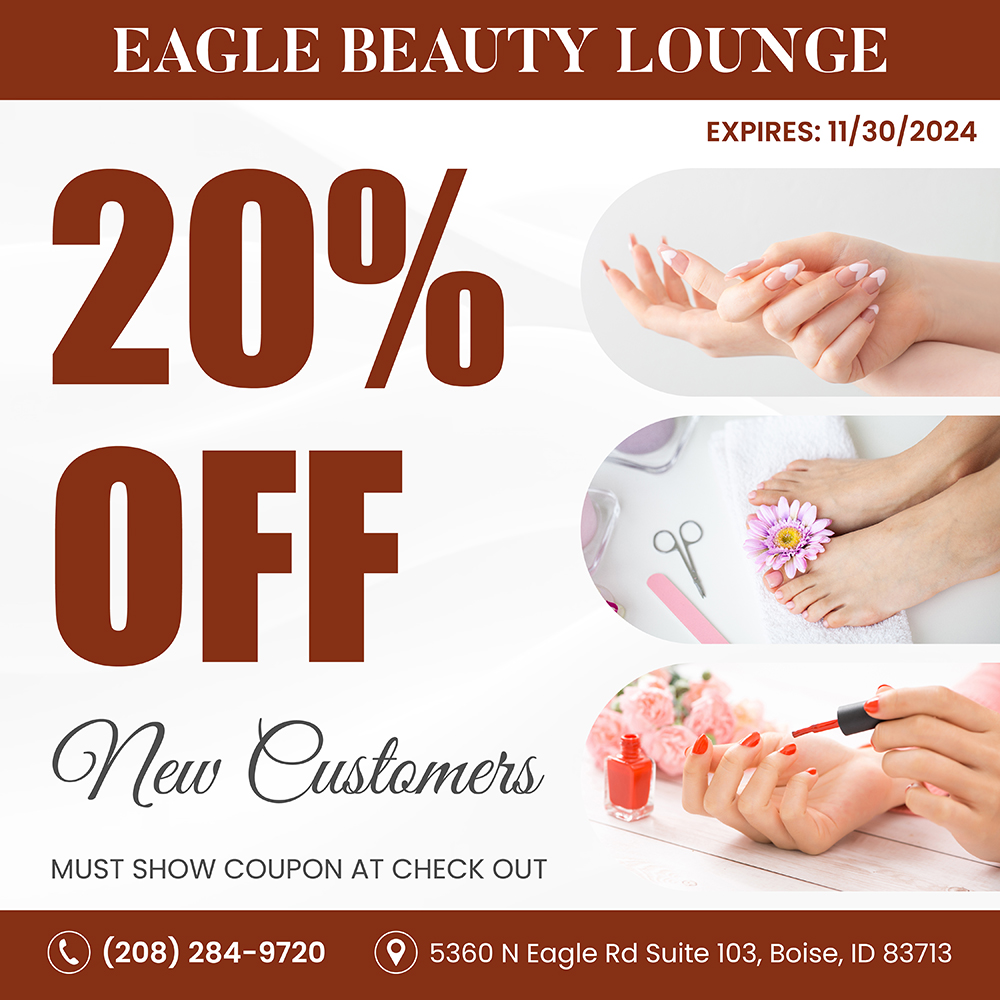 EAGLE BEAUTY LOUNGE
EXPIRES: 11/30/2024
20%
OFF
New Customers
MUST SHOW COUPON AT CHECK OUT
(208) 284-9720
5360 N Eagle Rd Suite 103, Boise, ID 83713